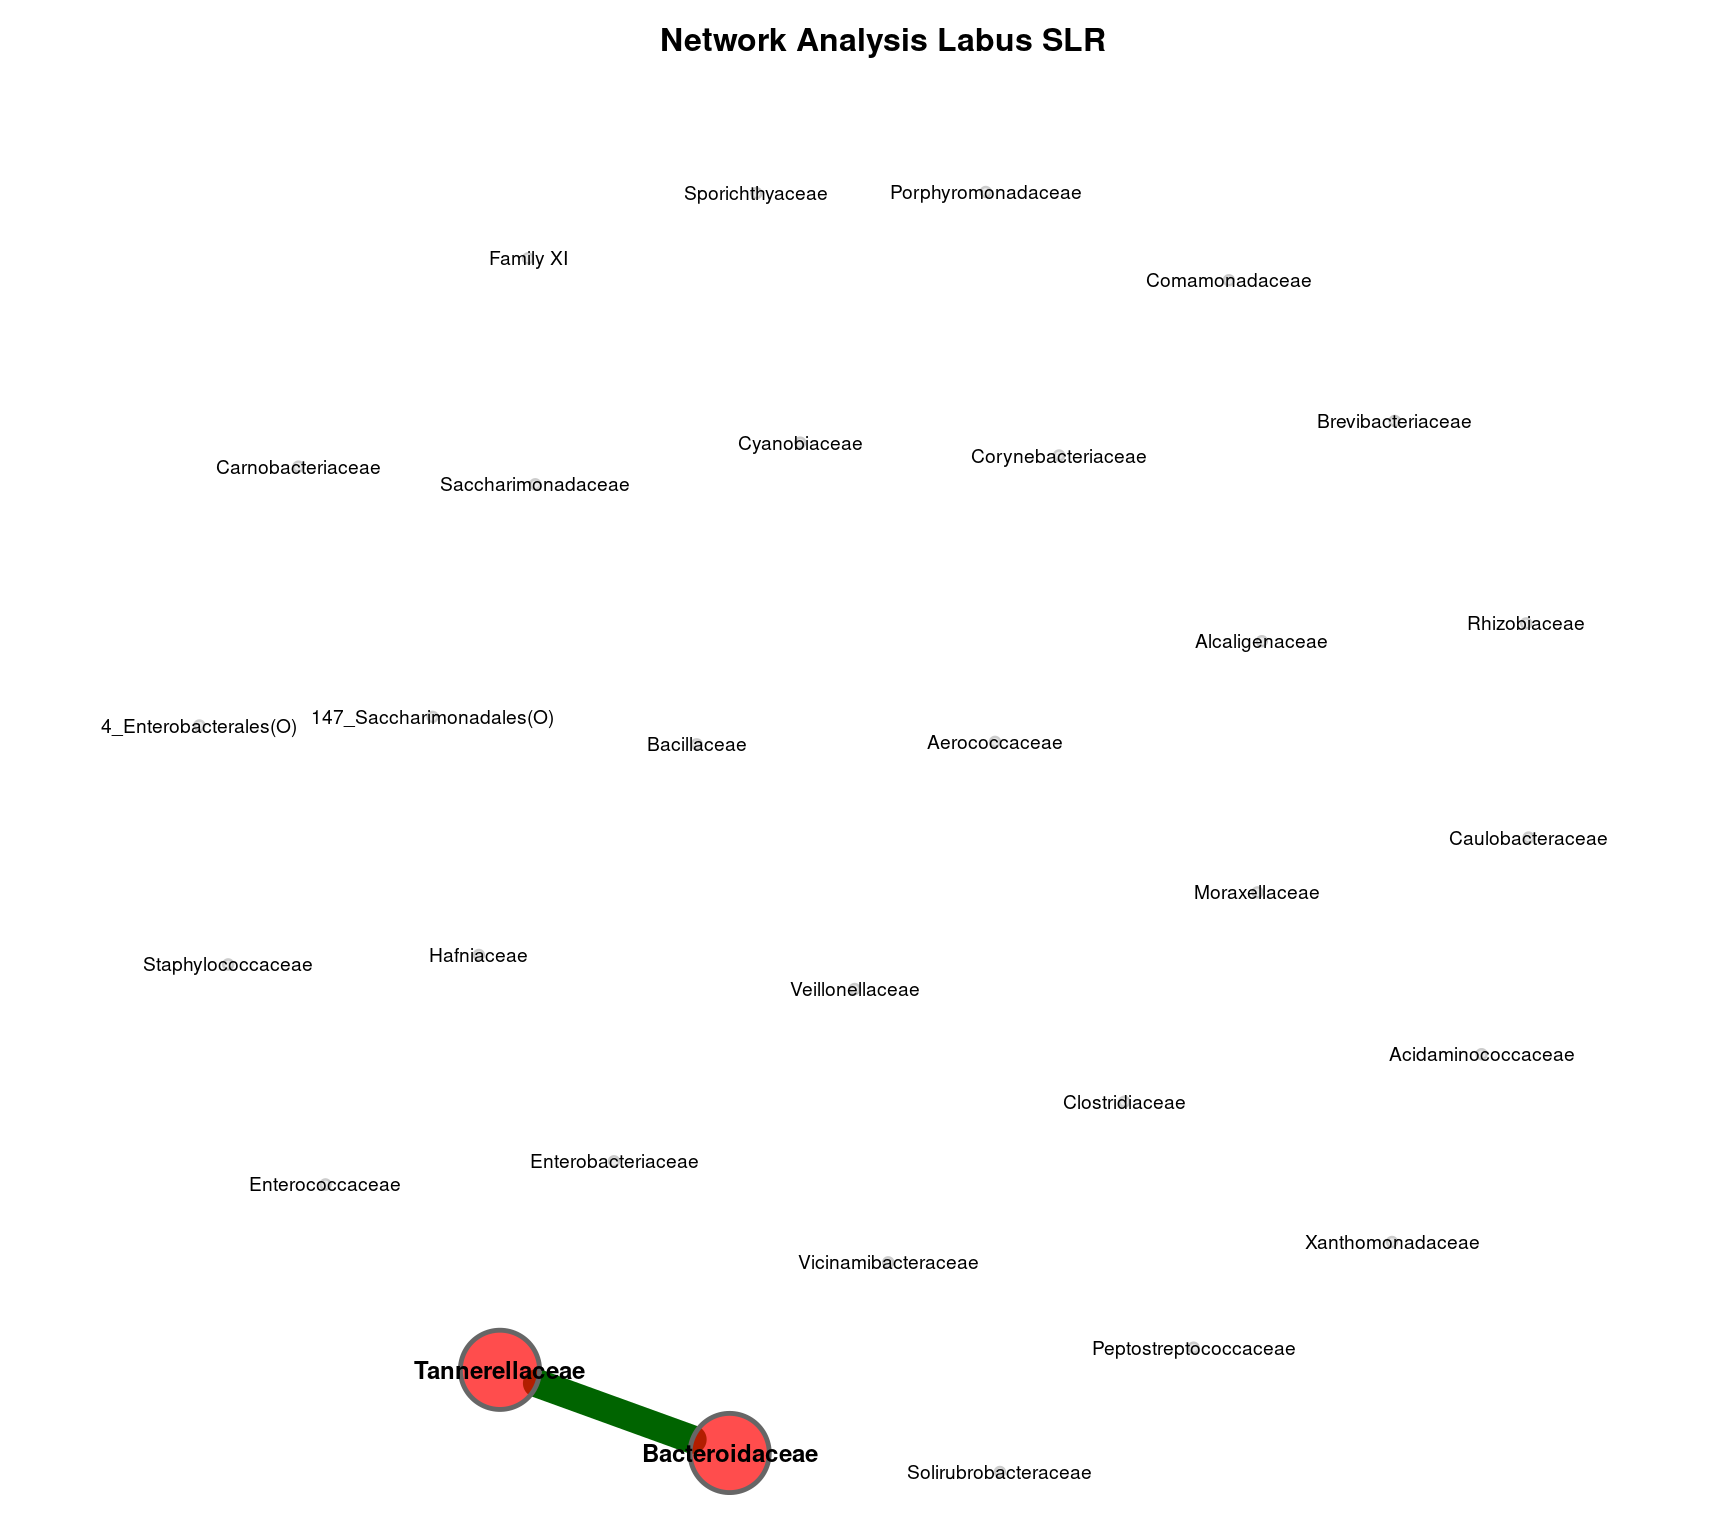 Network Analysis Labus SLR
Sporichthyaceae
Porphyromonadaceae
Family XI
Comamonadaceae
Brevibacteriaceae
Cyanobiaceae
Corynebacteriaceae
Carnobacteriaceae
Saccharimonadaceae
Rhizobiaceae
Alcaligenaceae
4_Enterobacterales(O)
147_Saccharimonadales(O)
Bacillaceae
Aerococcaceae
Caulobacteraceae
Moraxellaceae
Staphylococcaceae
Hafniaceae
Veillonellaceae
Acidaminococcaceae
Clostridiaceae
Enterobacteriaceae
Enterococcaceae
Xanthomonadaceae
Vicinamibacteraceae
Peptostreptococcaceae
Tannerellaceae
Bacteroidaceae
Solirubrobacteraceae